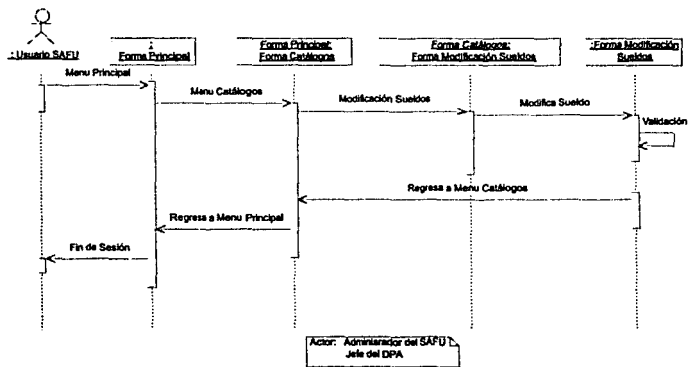 : Usuario SAFU
:
Forma Principal
Forma Principal:
Forma Catálogos
Forma Catálogos:
Forma Modificación Sueldos
:Forma Modificación
Sueldos
Menu Principal
Menu Catálogos
Modificación Sueldos
Modifica Sueldo
Validación
Regresa a Menu Catálogos
Regresa a Menu Principal
Fin de Sesión
Actor: Adminiarador del SAFU
Jefe del DPA